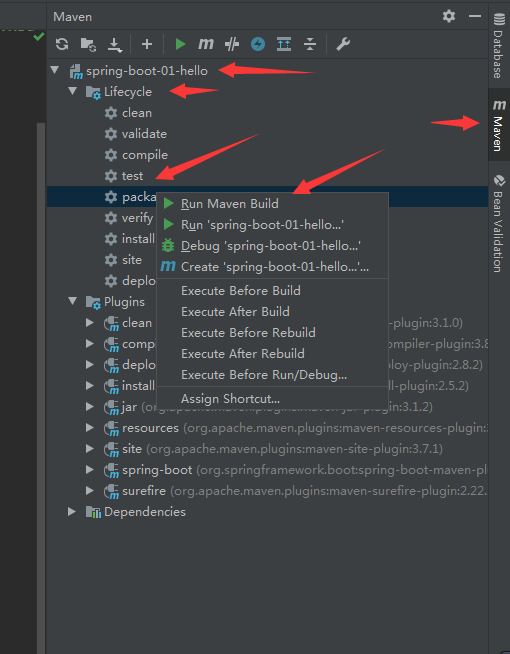 Maven
spring-boot-01-hello
Lifecycle
clean
validate
compile
test
packa
verify
install
site
deplo
Run Maven Build
Run 'spring-boot-01-hello...'
Debug 'spring-boot-01-hello...'
Create 'spring-boot-01-hello...'...
Execute Before Build
Execute After Build
Execute Before Rebuild
Execute After Rebuild
Execute Before Run/Debug...
Assign Shortcut...
Plugins
clean -plugin:3.1.0)
comp ompiler-plugin:3.8
deplo oy-plugin:2.8.2)
install ll-plugin:2.5.2)
jar (org.apache.maven.plugins:maven-jar-plugin:3.1.2)
resources (org.apache.maven.plugins:maven-resources-plugin
site (org.apache.maven.plugins:maven-site-plugin:3.7.1)
spring-boot (org.springframework.boot:spring-boot-maven-pl
surefire (org.apache.maven.plugins:maven-surefire-plugin:2.22.
Dependencies
Database
Maven
Bean Validation